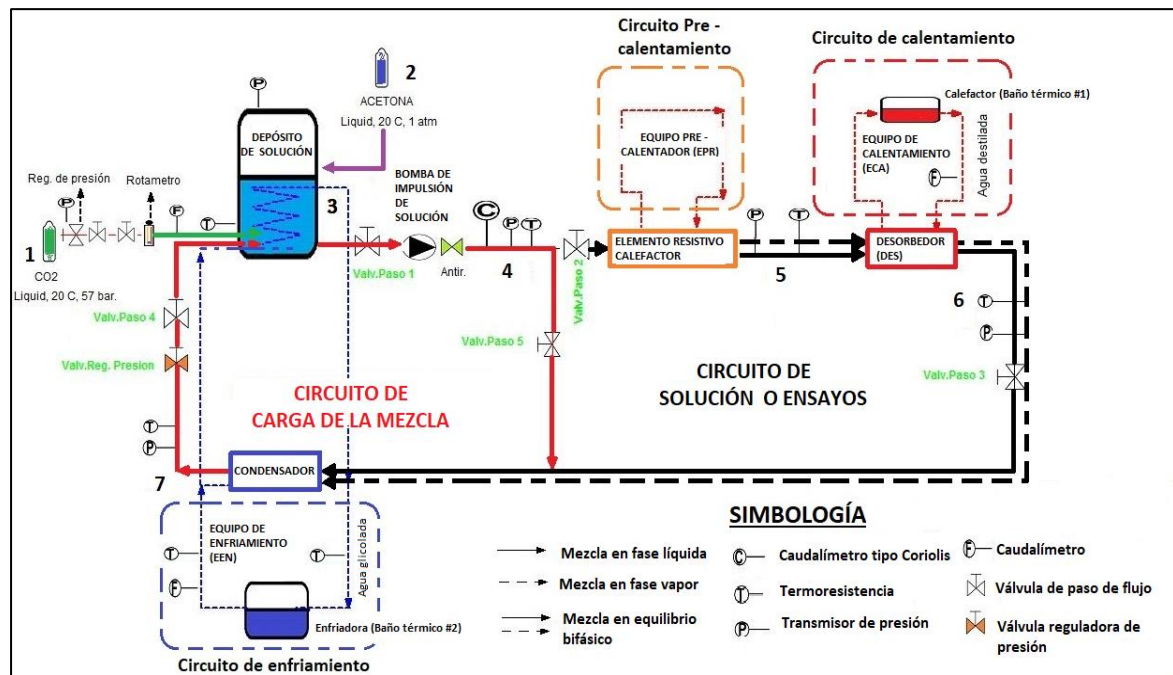 Circuito Pre -
calentamiento
Circuito de calentamiento
P
2
ACETONA
Liquid, 20 C, 1 atm
DEPÓSITO
DE SOLUCIÓN
EQUIPO PRE -
CALENTADOR (EPR)
Calefactor (Baño térmico #1)
EQUIPO DE
CALENTAMIENTO
(ECA)
F
Agua destilada
Reg. de presión
Rotametro
P
F
T
3
BOMBA DE
IMPULSIÓN
DE
SOLUCIÓN
C
P
T
1
CO2
Liquid, 20 C, 57 bar.
Valv.Paso 1
Antir.
4
Valv.Paso 2
ELEMENTO RESISTIVO
CALEFACTOR
P
T
5
DESORBEDOR
(DES)
6
T
P
Valv.Paso 4
Valv.Reg. Presion
Valv.Paso 5
Valv.Paso 3
CIRCUITO DE
CARGA DE LA MEZCLA
CIRCUITO DE
SOLUCIÓN O ENSAYOS
T
P
7
CONDENSADOR
EQUIPO DE
ENFRIAMIENTO
(EEN)
T
T
F
Agua glicolada
Enfriadora (Baño térmico #2)
Circuito de enfriamiento
SIMBOLOGÍA
Mezcla en fase líquida
Mezcla en fase vapor
Mezcla en equilibrio
bifásico
C
Caudalímetro tipo Coriolis
T
Termoresistencia
P
Transmisor de presión
F
Caudalímetro
Válvula de paso de flujo
Válvula reguladora de
presión